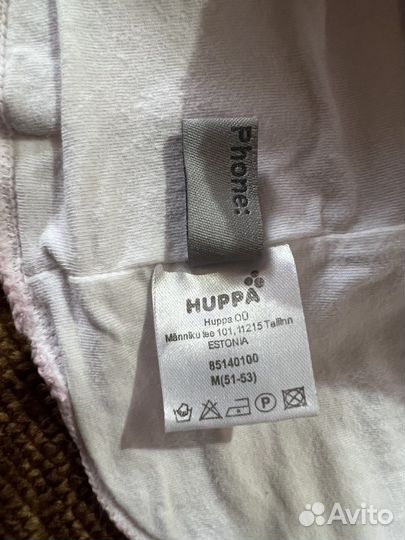 Phone:
HUPPA
Huppa OÜ
Männiku tee 101, 11215 Tallinn
ESTONIA
85140100
M(51-53)
P
Avito